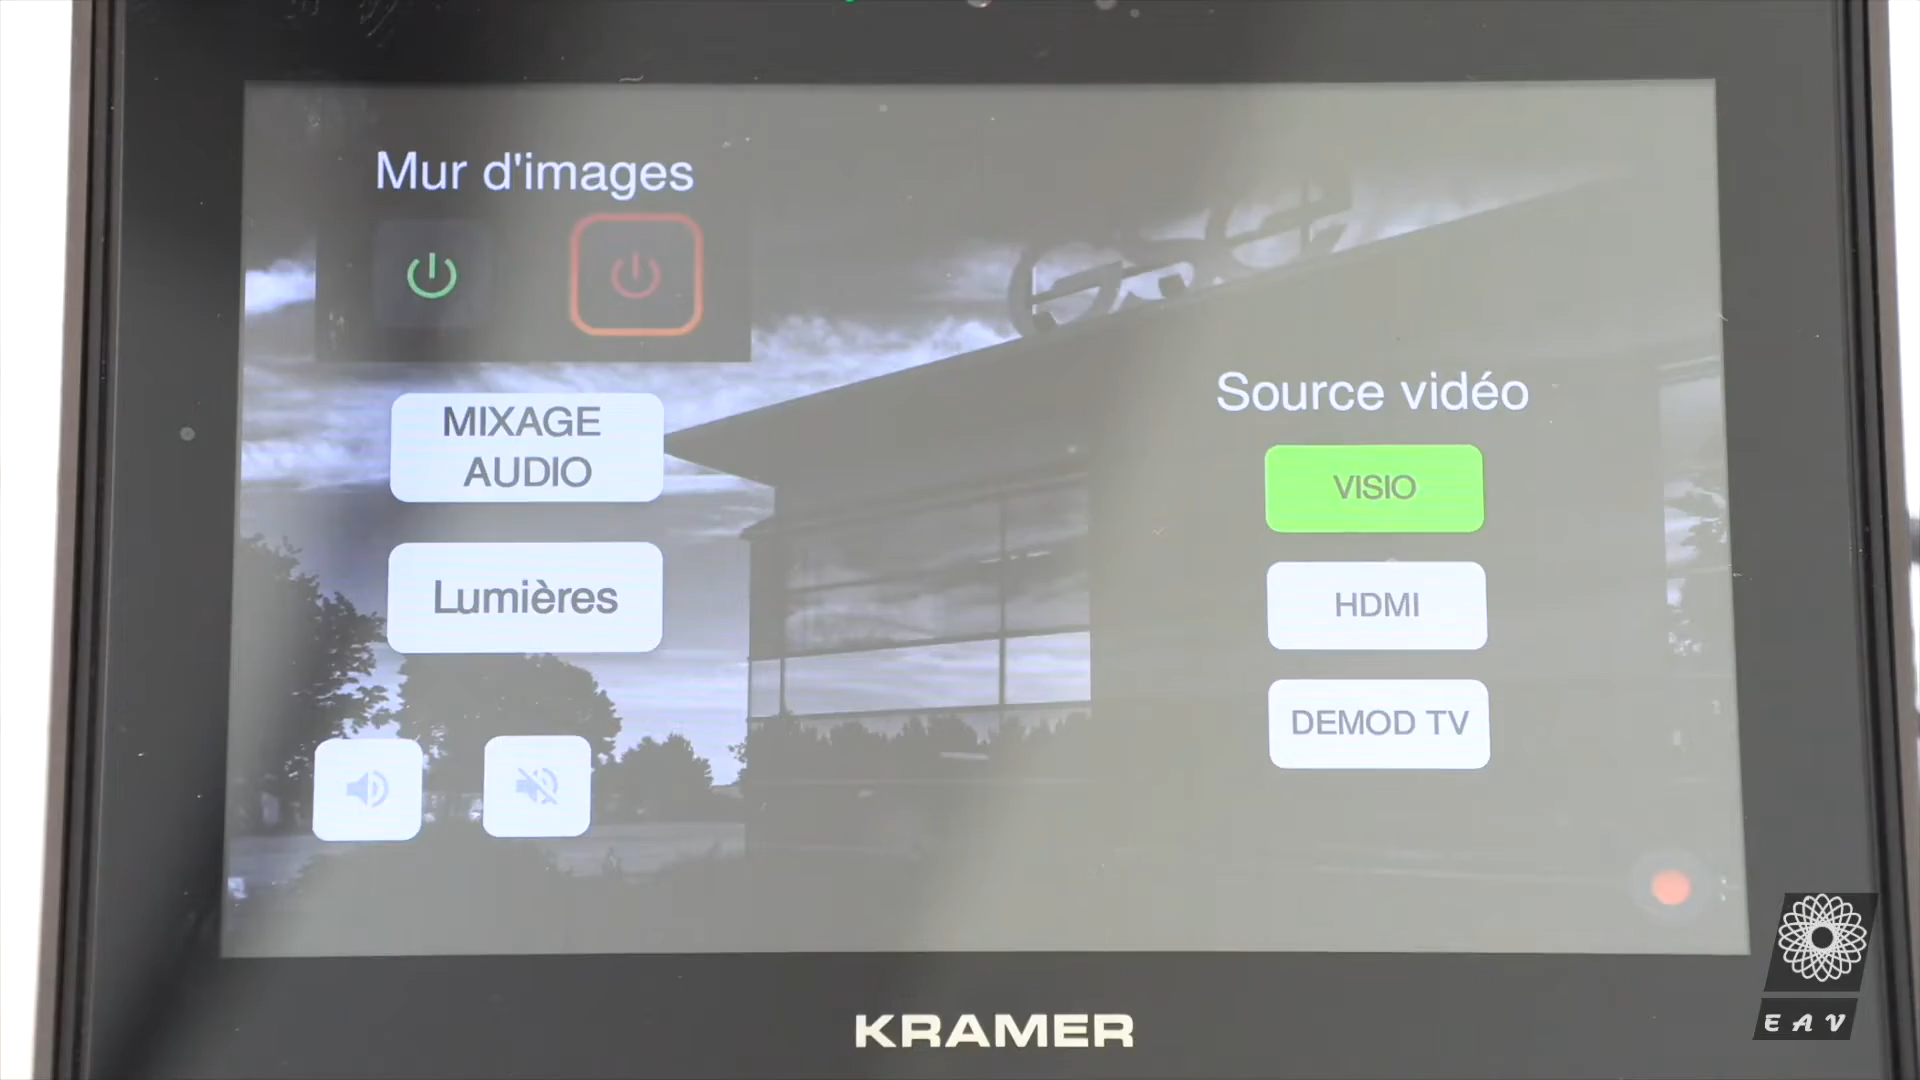 Mur d'images
MIXAGE
AUDIO
Lumières
Source vidéo
VISIO
HDMI
DEMOD TV
KRAMER
EAV